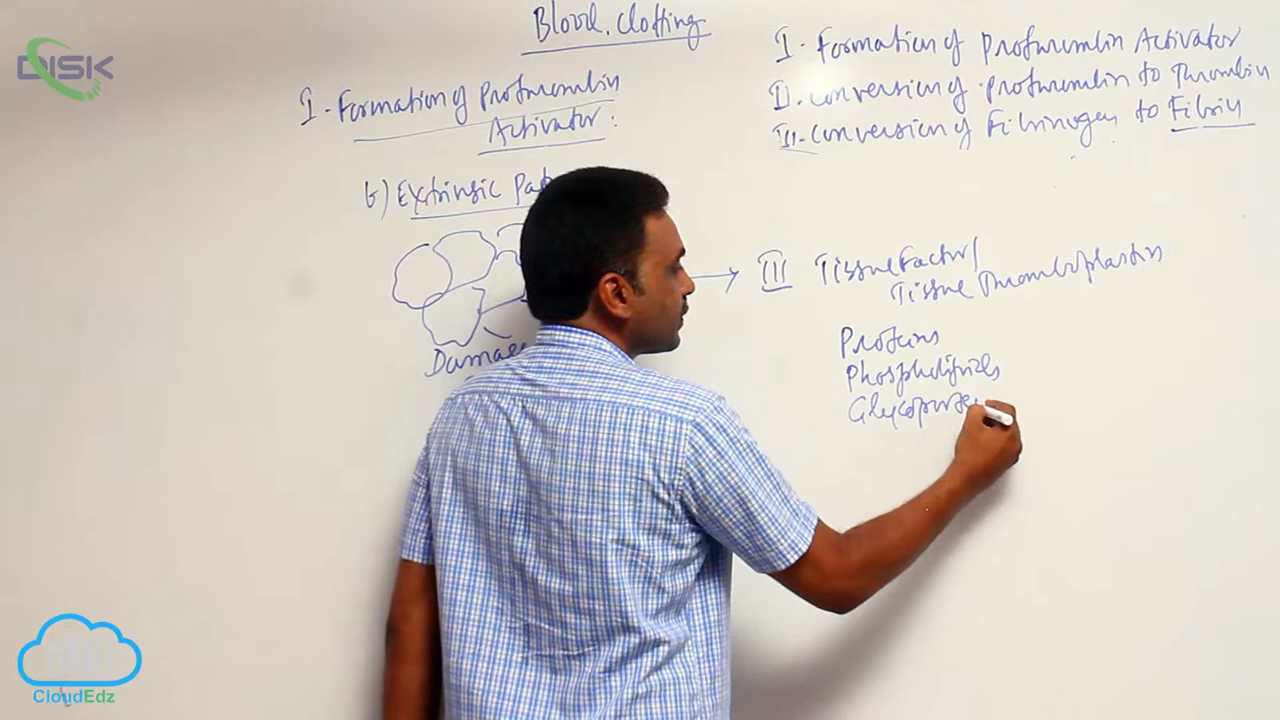 DISK
Blood clotting
I. Formation of Prothrombin
Activator:
b) Extrinsic Pat
Damage
I. Formation of Prothrombin Activator
II. Conversion of prothrombin to Thrombin
III. Conversion of Fibrinogen to Fibrin
III Tissue Factor/
Tissue Thromboplastin
Proteins
Phospholipids
Glycoprote
CloudEdz